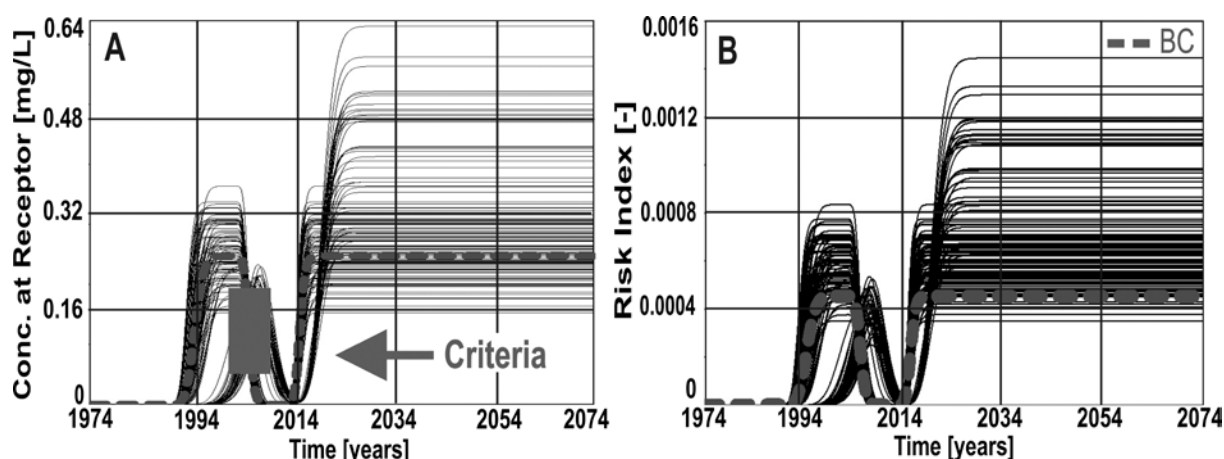 A
Conc. at Receptor [mg/L]
0.64
0.48
0.32
0.16
0
Criteria
1974 1994 2014 2034 2054 2074
Time [years]
B
BC
Risk Index [-]
0.0016
0.0012
0.0008
0.0004
0
1974 1994 2014 2034 2054 2074
Time [years]